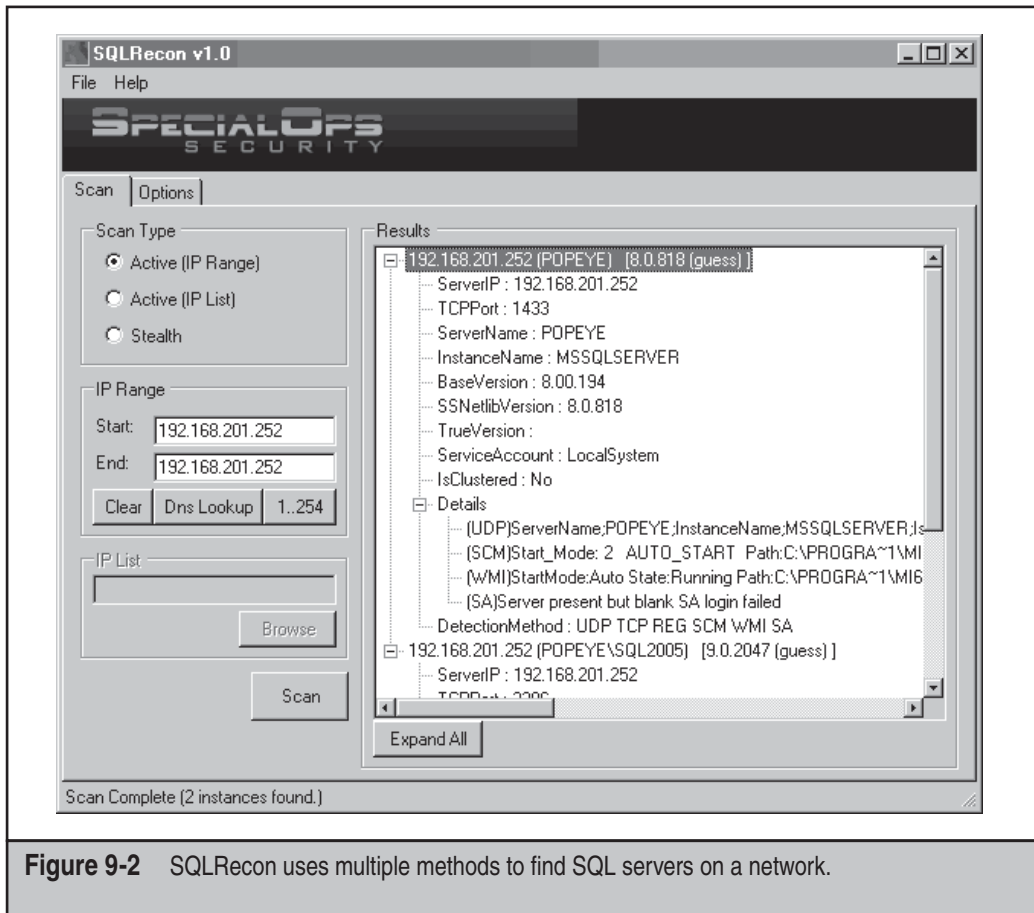 SQLRecon v1.0
File Help
SPECIALOPS
SECURITY
Scan Options
Scan Type
Active (IP Range)
Active (IP List)
Stealth
IP Range
Start: 192.168.201.252
End: 192.168.201.252
Clear Dns Lookup 1..254
IP List
Browse
Scan
Results
192.168.201.252 (POPEYE) [8.0.818 (guess) ]
ServerIP : 192.168.201.252
TCPPort : 1433
ServerName : POPEYE
InstanceName : MSSQLSERVER
BaseVersion : 8.00.194
SSNetlibVersion : 8.0.818
TrueVersion :
ServiceAccount : LocalSystem
IsClustered : No
Details
(UDP)ServerName;POPEYE;InstanceName;MSSQLSERVER;Is
(SCM)Start_Mode: 2 AUTO_START Path:C:\PROGRA~1\MI
(WMI)StartMode:Auto State:Running Path:C:\PROGRA~1\MI6
(SA)Server present but blank SA login failed
DetectionMethod : UDP TCP REG SCM WMI SA
192.168.201.252 (POPEYE\SQL2005) [9.0.2047 (guess) ]
ServerIP : 192.168.201.252
TCPPort :
Expand All
Scan Complete (2 instances found.)
Figure 9-2 SQLRecon uses multiple methods to find SQL servers on a network.